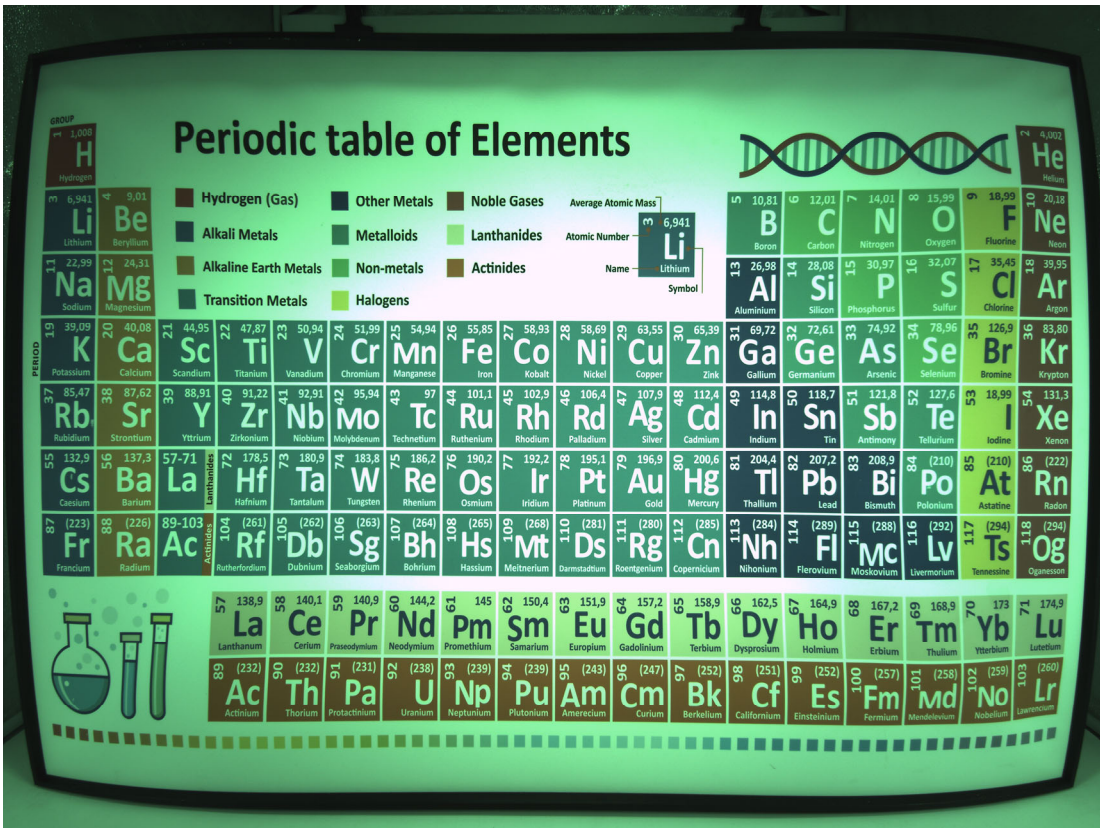 GROUP
Periodic table of Elements
1 1,008 H Hydrogen
2 4,002 He Helium
Hydrogen (Gas)
Alkali Metals
Alkaline Earth Metals
Transition Metals
Other Metals
Metalloids
Non-metals
Halogens
Noble Gases
Lanthanides
Actinides
Average Atomic Mass
Atomic Number
Name
Symbol
3 6,941 Li Lithium
3 6,941 Li Lithium
4 9,01 Be Beryllium
5 10,81 B Boron
6 12,01 C Carbon
7 14,01 N Nitrogen
8 15,99 O Oxygen
9 18,99 F Fluorine
10 20,18 Ne Neon
11 22,99 Na Sodium
12 24,31 Mg Magnesium
13 26,98 Al Aluminium
14 28,08 Si Silicon
15 30,97 P Phosphorus
16 32,07 S Sulfur
17 35,45 Cl Chlorine
18 39,95 Ar Argon
PERIOD
19 39,09 K Potassium
20 40,08 Ca Calcium
21 44,95 Sc Scandium
22 47,87 Ti Titanium
23 50,94 V Vanadium
24 51,99 Cr Chromium
25 54,94 Mn Manganese
26 55,85 Fe Iron
27 58,93 Co Kobalt
28 58,69 Ni Nickel
29 63,55 Cu Copper
30 65,39 Zn Zink
31 69,72 Ga Gallium
32 72,61 Ge Germanium
33 74,92 As Arsenic
34 78,96 Se Selenium
35 126,9 Br Bromine
36 83,80 Kr Krypton
37 85,47 Rb Rubidium
38 87,62 Sr Strontium
39 88,91 Y Yttrium
40 91,22 Zr Zirkonium
41 92,91 Nb Niobium
42 95,94 Mo Molybdenum
43 97 Tc Technetium
44 101,1 Ru Ruthenium
45 102,9 Rh Rhodium
46 106,4 Rd Palladium
47 107,9 Ag Silver
48 112,4 Cd Cadmium
49 114,8 In Indium
50 118,7 Sn Tin
51 121,8 Sb Antimony
52 127,6 Te Tellurium
53 18,99 I Iodine
54 131,3 Xe Xenon
55 132,9 Cs Caesium
56 137,3 Ba Barium
57-71 La Lanthanides
72 178,5 Hf Hafnium
73 180,9 Ta Tantalum
74 183,8 W Tungsten
75 186,2 Re Rhenium
76 190,2 Os Osmium
77 192,2 Ir Iridium
78 195,1 Pt Platinum
79 196,9 Au Gold
80 200,6 Hg Mercury
81 204,4 Tl Thallium
82 207,2 Pb Lead
83 208,9 Bi Bismuth
84 (210) Po Polonium
85 (210) At Astatine
86 (222) Rn Radon
87 (223) Fr Francium
88 (226) Ra Radium
89-103 Ac Actinides
104 (261) Rf Rutherfordium
105 (262) Db Dubnium
106 (263) Sg Seaborgium
107 (264) Bh Bohrium
108 (265) Hs Hassium
109 (268) Mt Meitnerium
110 (281) Ds Darmstadtium
111 (280) Rg Roentgenium
112 (285) Cn Copernicium
113 (284) Nh Nihonium
114 (289) Fl Flerovium
115 (288) Mc Moskovium
116 (292) Lv Livermorium
117 (294) Ts Tennessine
118 (294) Og Oganesson
57 138,9 La Lanthanum
58 140,1 Ce Cerium
59 140,9 Pr Praseodymium
60 144,2 Nd Neodymium
61 145 Pm Promethium
62 150,4 Sm Samarium
63 151,9 Eu Europium
64 157,2 Gd Gadolinium
65 158,9 Tb Terbium
66 162,5 Dy Dysprosium
67 164,9 Ho Holmium
68 167,2 Er Erbium
69 168,9 Tm Thulium
70 173 Yb Ytterbium
71 174,9 Lu Lutetium
89 (232) Ac Actinium
90 (232) Th Thorium
91 (231) Pa Protactinium
92 (238) U Uranium
93 (239) Np Neptunium
94 (239) Pu Plutonium
95 (243) Am Amerecium
96 (247) Cm Curium
97 (252) Bk Berkelium
98 (251) Cf Californium
99 (252) Es Einsteinium
100 (257) Fm Fermium
101 (258) Md Mendelevium
102 (259) No Nobelium
103 (260) Lr Lawrencium